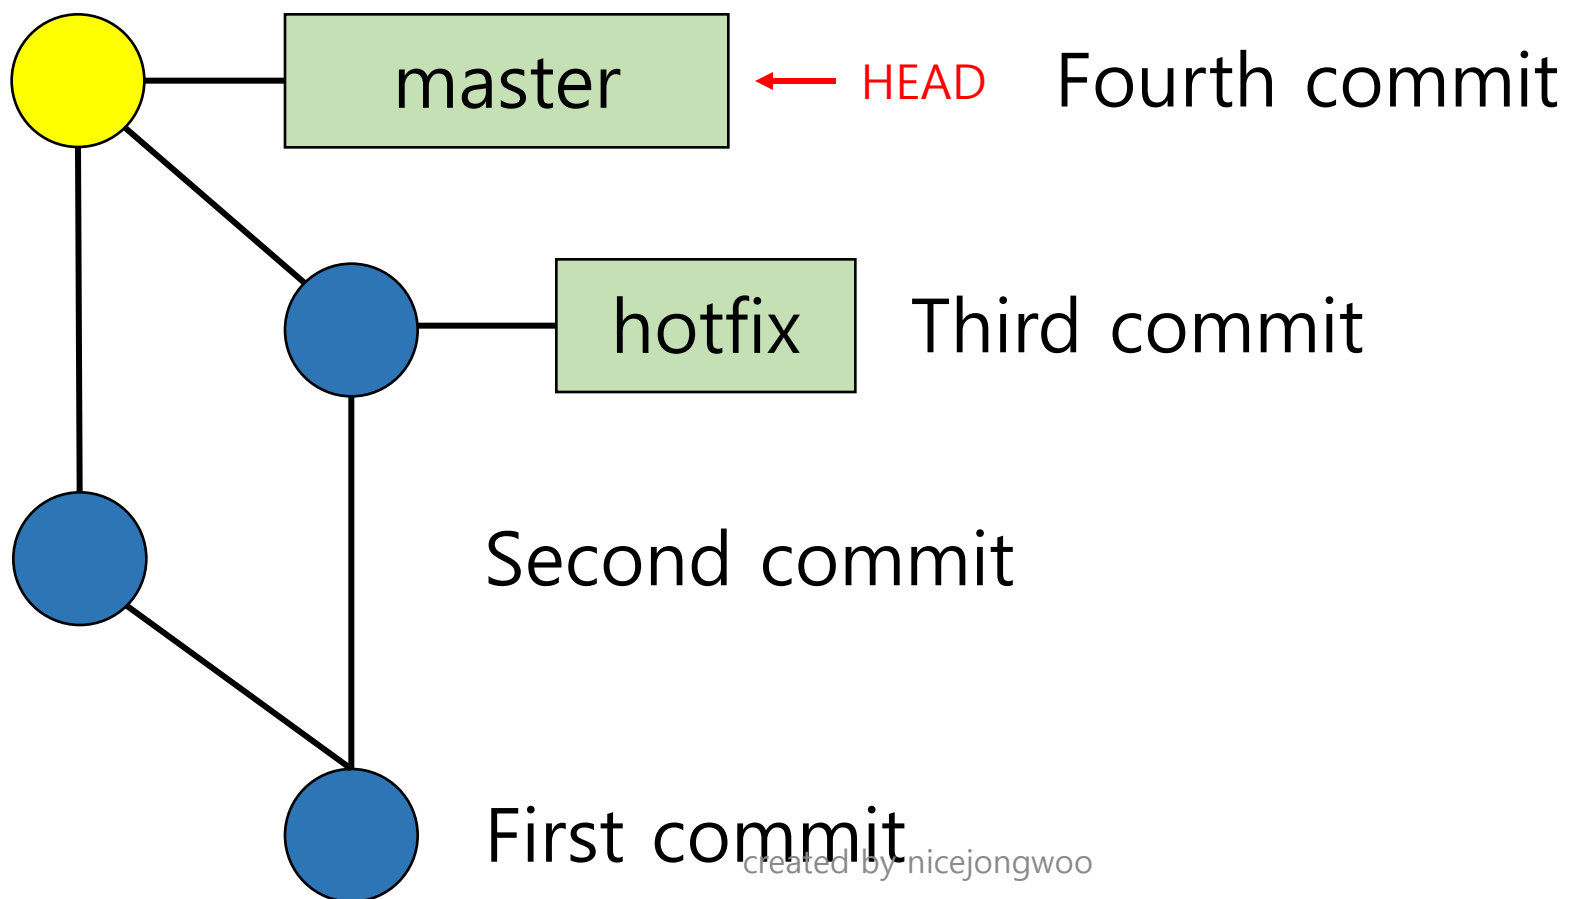 master HEAD Fourth commit
hotfix Third commit
Second commit
First commit
created by nicejongwoo